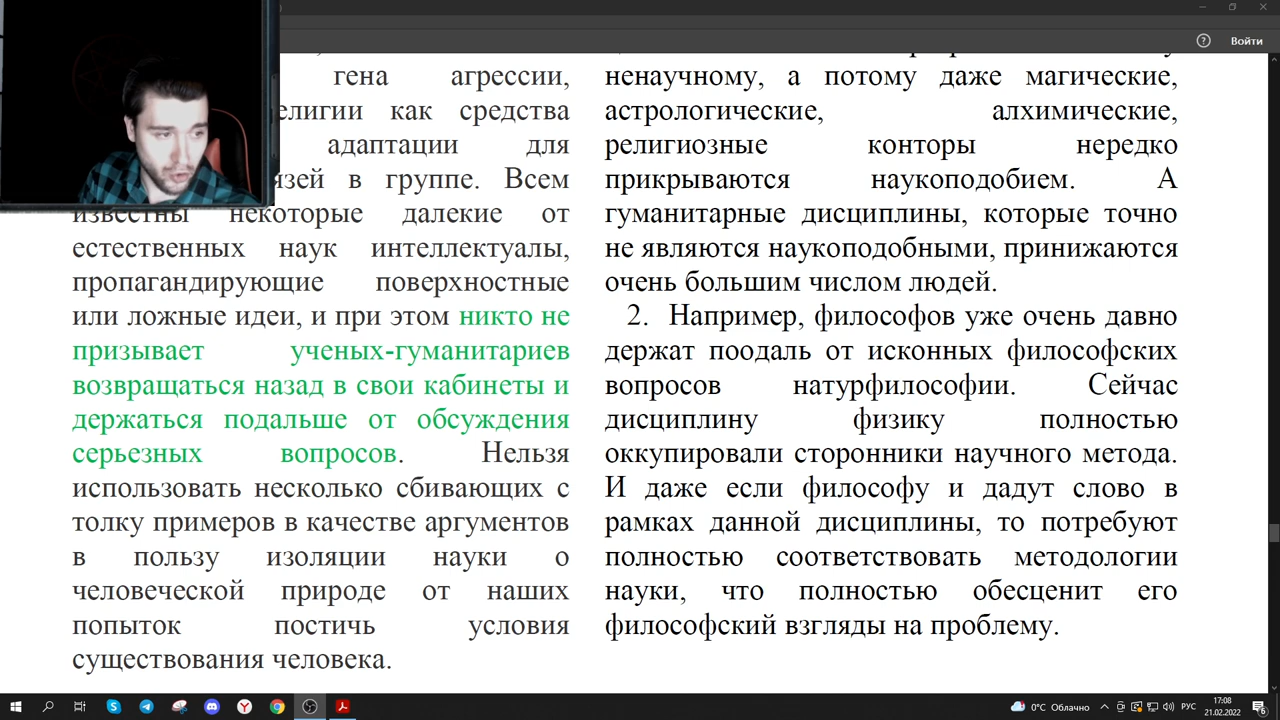 Войти
гена агрессии,
елигии как средства
адаптации для
язей в группе. Всем
известны некоторые далекие от
естественных наук интеллектуалы,
пропагандирующие поверхностные
или ложные идеи, и при этом никто не
призывает ученых-гуманитариев
возвращаться назад в свои кабинеты и
держаться подальше от обсуждения
серьезных вопросов. Нельзя
использовать несколько сбивающих с
толку примеров в качестве аргументов
в пользу изоляции науки о
человеческой природе от наших
попыток постичь условия
существования человека.
ненаучному, а потому даже магические,
астрологические, алхимические,
религиозные конторы нередко
прикрываются наукоподобием. А
гуманитарные дисциплины, которые точно
не являются наукоподобными, принижаются
очень большим числом людей.
2. Например, философов уже очень давно
держат поодаль от исконных философских
вопросов натурфилософии. Сейчас
дисциплину физику полностью
оккупировали сторонники научного метода.
И даже если философу и дадут слово в
рамках данной дисциплины, то потребуют
полностью соответствовать методологии
науки, что полностью обесценит его
философский взгляды на проблему.
0°C Облачно
РУС
17:08
21.02.2022
6